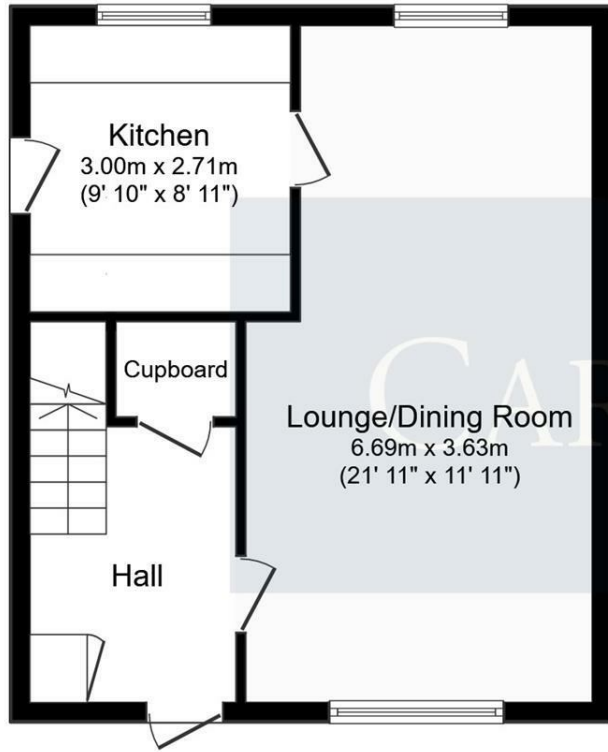 Kitchen
3.00m x 2.71m
(9' 10" x 8' 11")
Cupboard
Lounge/Dining Room
6.69m x 3.63m
(21' 11" x 11' 11")
Hall